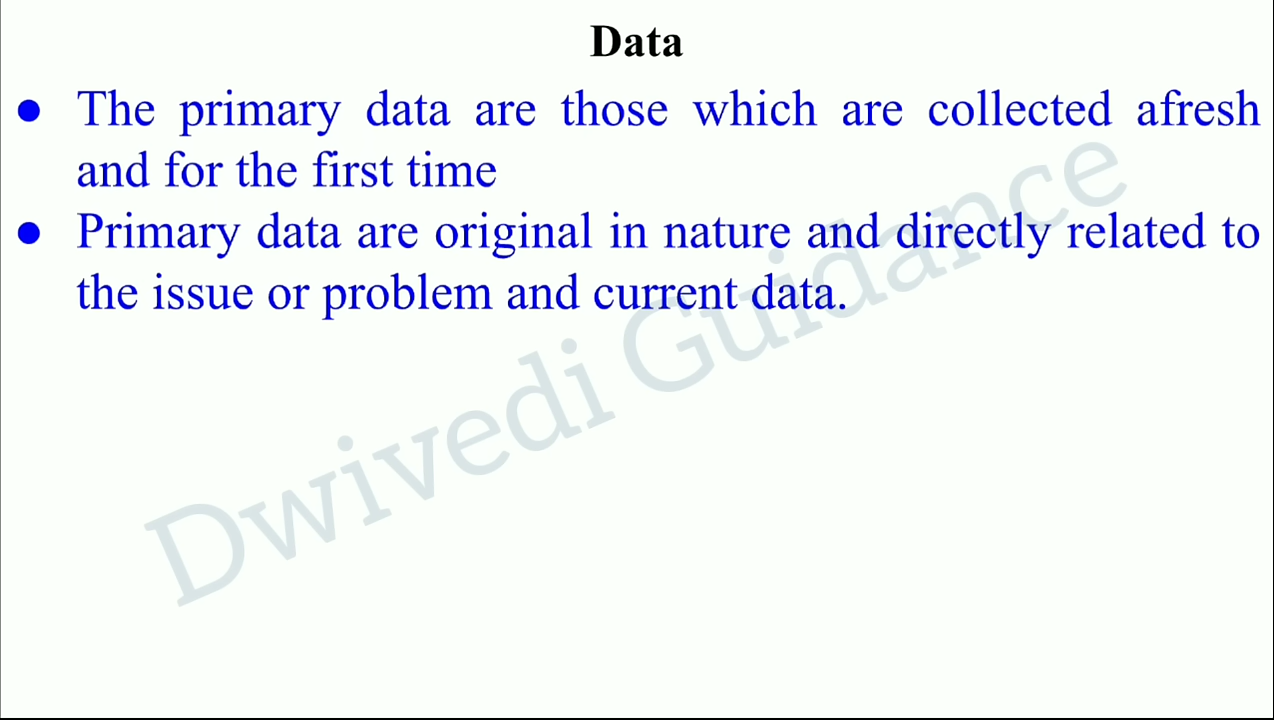 Data
● The primary data are those which are collected afresh
and for the first time
● Primary data are original in nature and directly related to
the issue or problem and current data.
Dwivedi Guidance